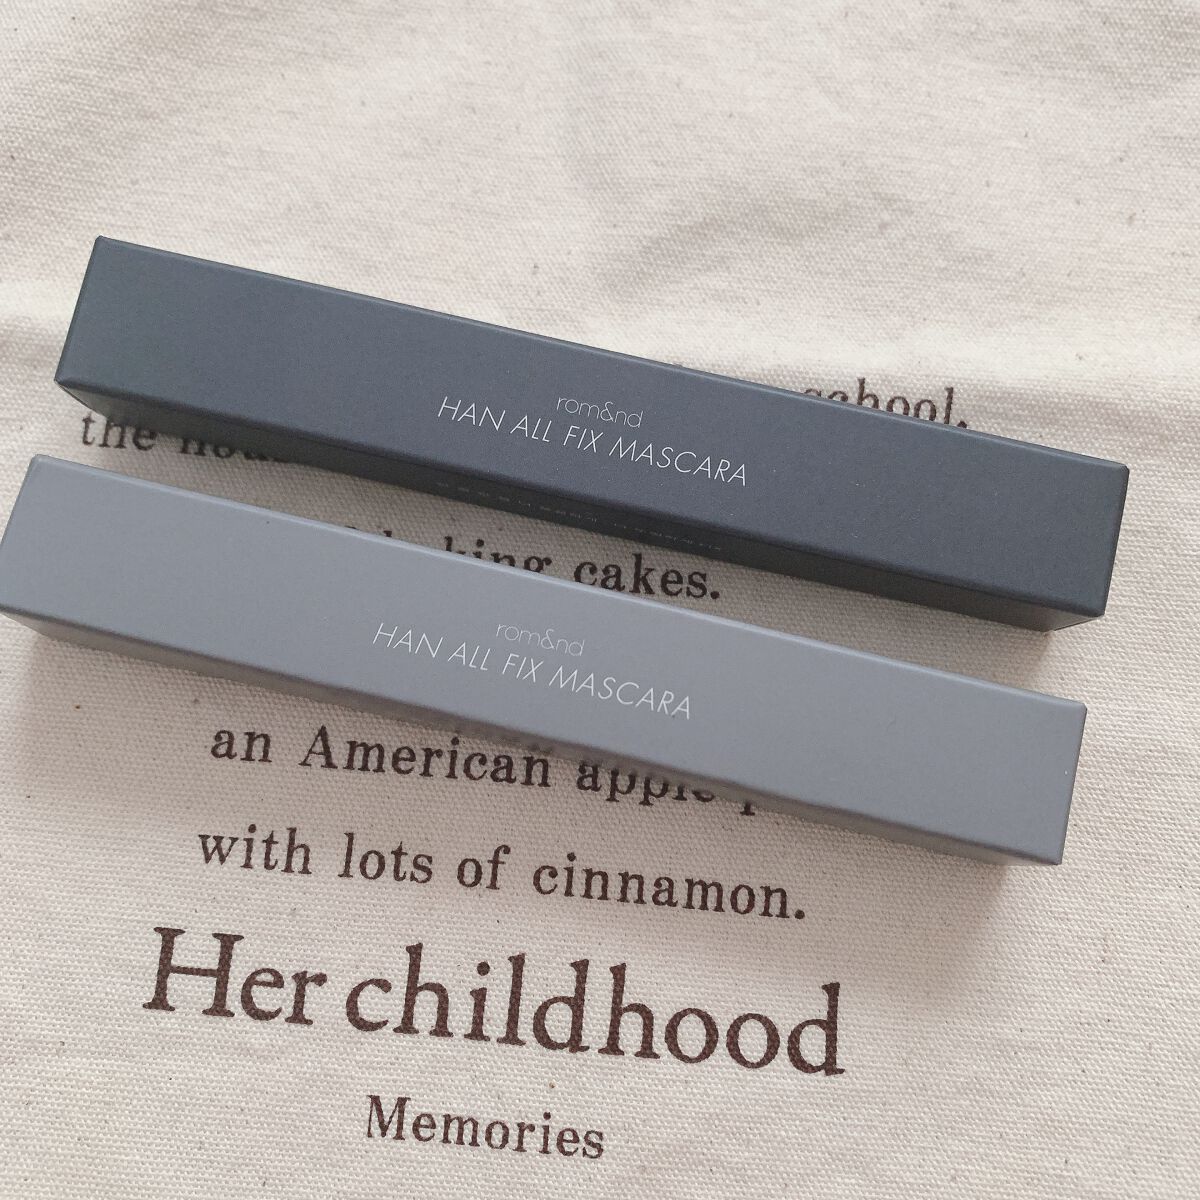 school.
rom&nd
HAN ALL FIX MASCARA
the
cakes.
rom&nd
HAN ALL FIX MASCARA
an American apple
with lots of cinnamon.
Her childhood
Memories